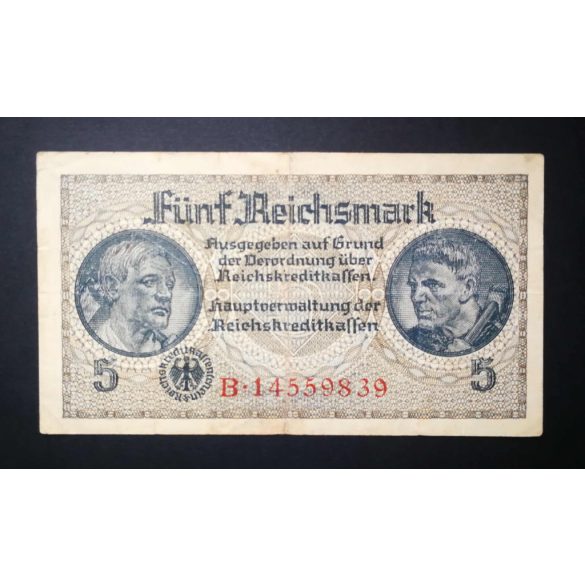 Fünf Reichsmark
Ausgegeben auf Grund
der Verordnung über
Reichskreditkassen.
Hauptverwaltung der
Reichskreditkassen
5
B·14559839
5